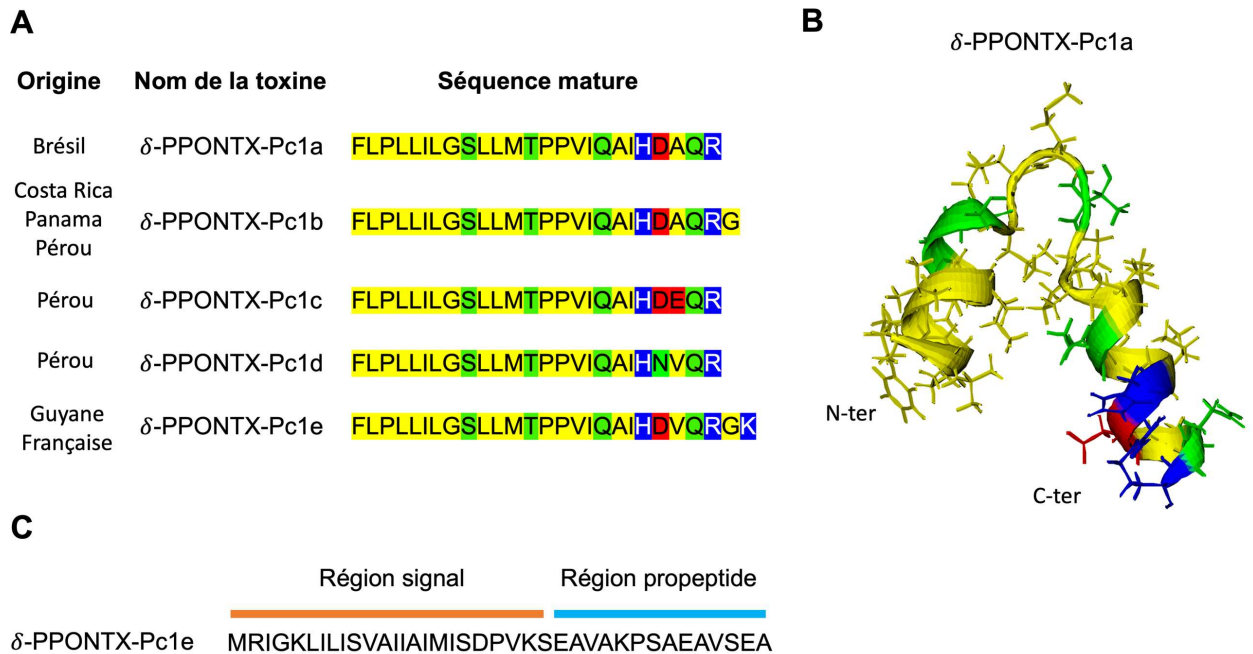 A
Origine Nom de la toxine Séquence mature
Brésil δ-PPONTX-Pc1a FLPLLILGSLLMTPPVIQAIHDAQR
Costa Rica
Panama
Pérou
δ-PPONTX-Pc1b FLPLLILGSLLMTPPVIQAIHDAQRG
Pérou δ-PPONTX-Pc1c FLPLLILGSLLMTPPVIQAIHDEQR
Pérou δ-PPONTX-Pc1d FLPLLILGSLLMTPPVIQAIHNVQR
Guyane
Française
δ-PPONTX-Pc1e FLPLLILGSLLMTPPVIQAIHDVQRGK
B
δ-PPONTX-Pc1a
N-ter
C-ter
C
Région signal Région propeptide
δ-PPONTX-Pc1e MRIGKLILISVAIIAIMISDPVKSEAVAKPSAEAVSEA